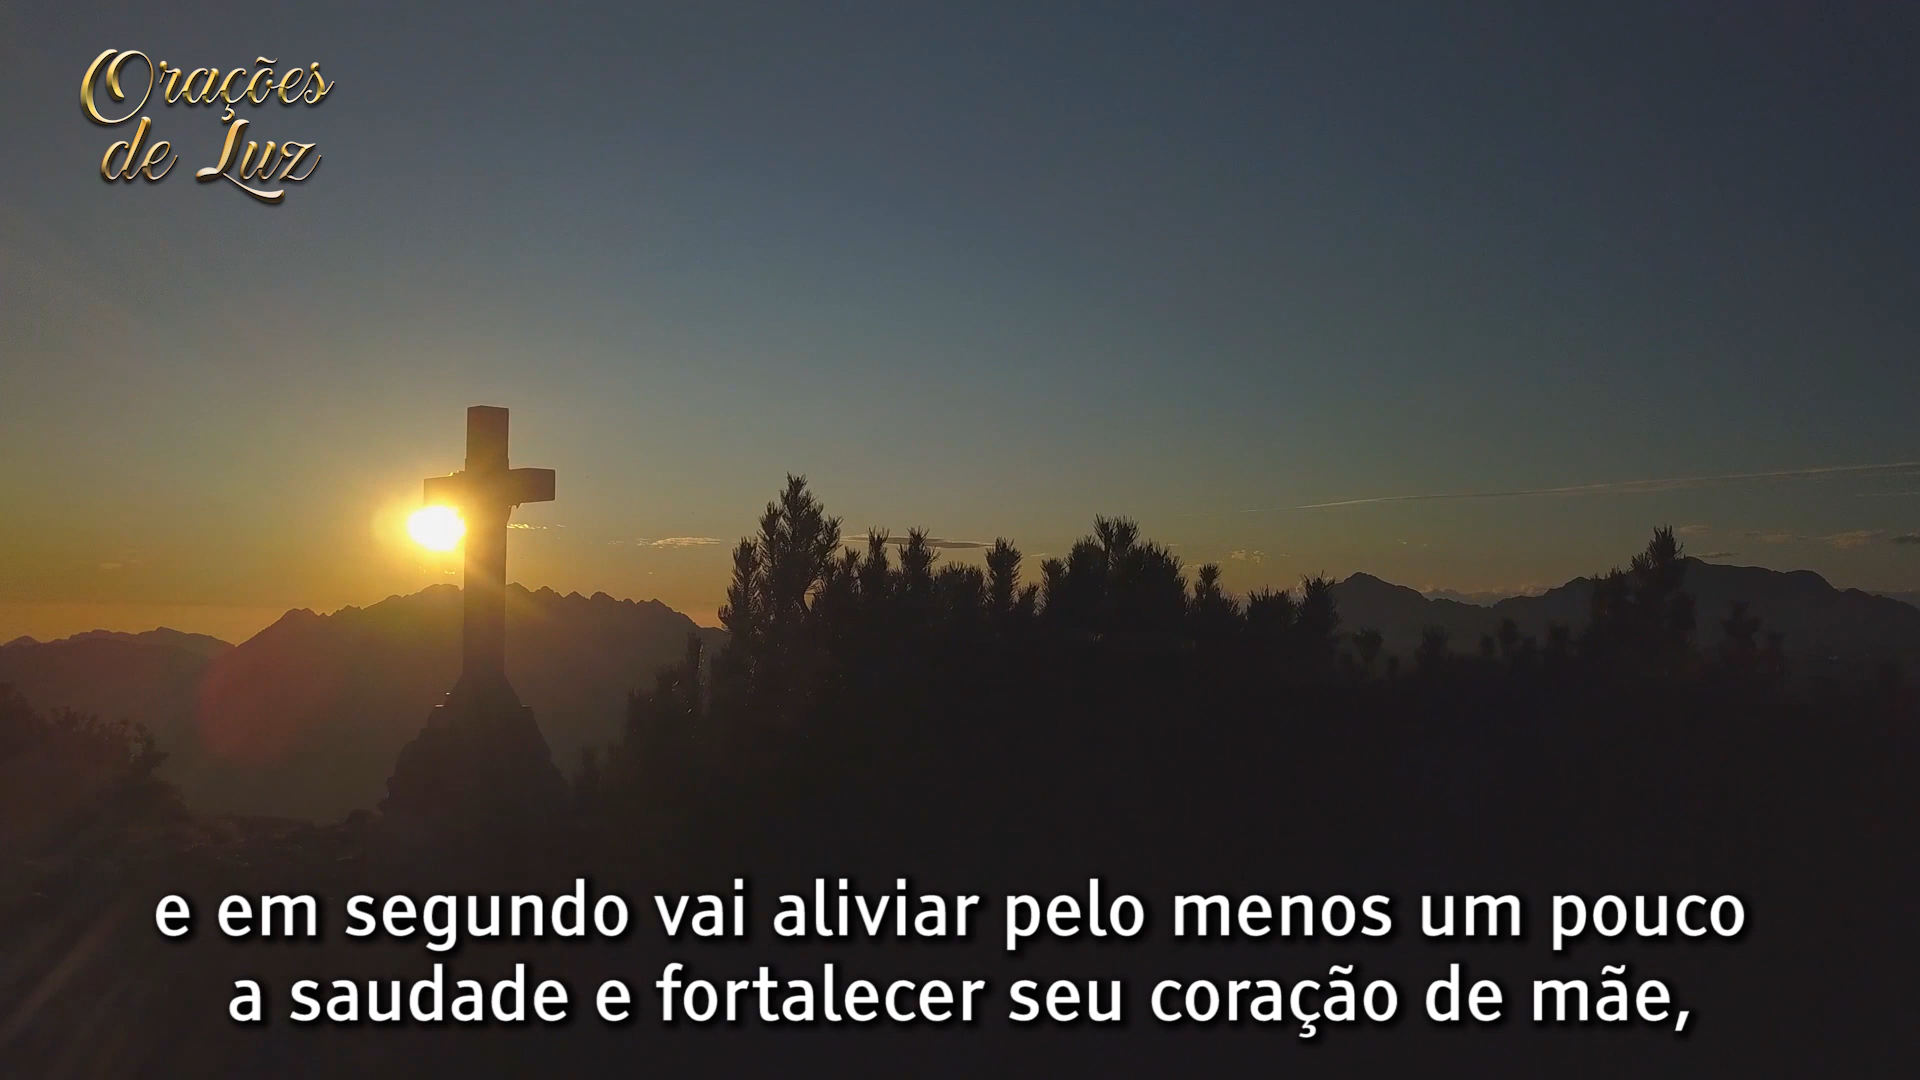 Orações
de Luz
e em segundo vai aliviar pelo menos um pouco
a saudade e fortalecer seu coração de mãe,